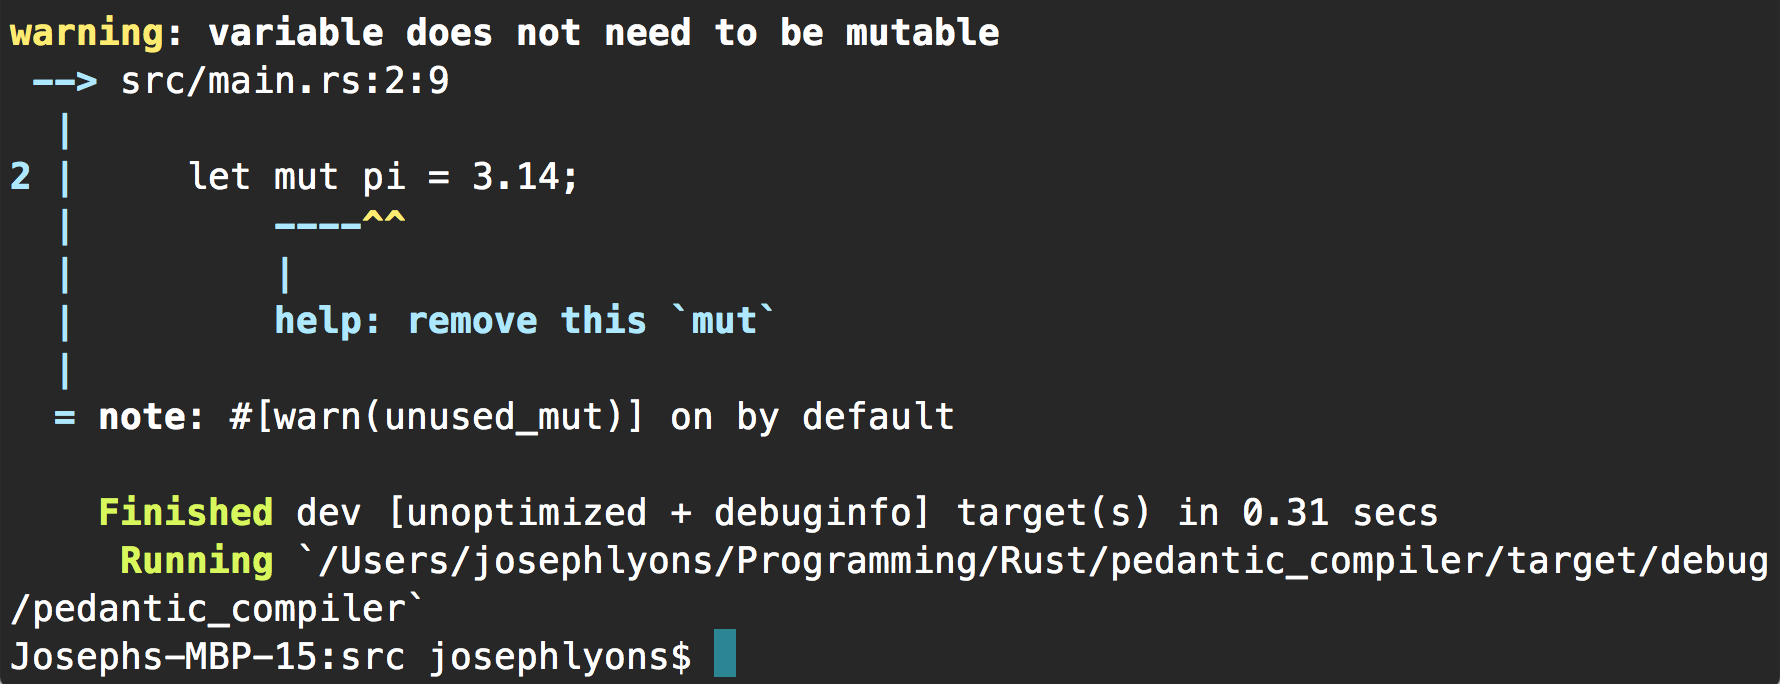 warning: variable does not need to be mutable
 --> src/main.rs:2:9
  |
2 |     let mut pi = 3.14;
  |         ----^^
  |         |
  |         help: remove this `mut`
  |
  = note: #[warn(unused_mut)] on by default

    Finished dev [unoptimized + debuginfo] target(s) in 0.31 secs
     Running `/Users/josephlyons/Programming/Rust/pedantic_compiler/target/debug
/pedantic_compiler`
Josephs-MBP-15:src josephlyons$